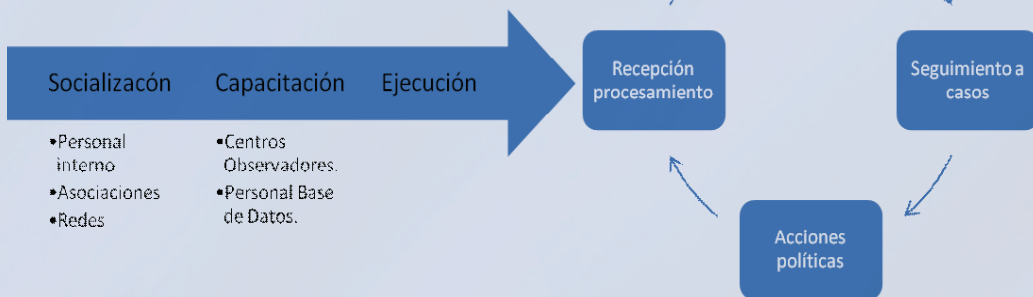 Socializacón
Capacitación
Ejecución
•Personal
interno
•Asociaciones
•Redes
•Centros
Observadores.
•Personal Base
de Datos.
Recepción
procesamiento
Seguimiento a
casos
Acciones
políticas